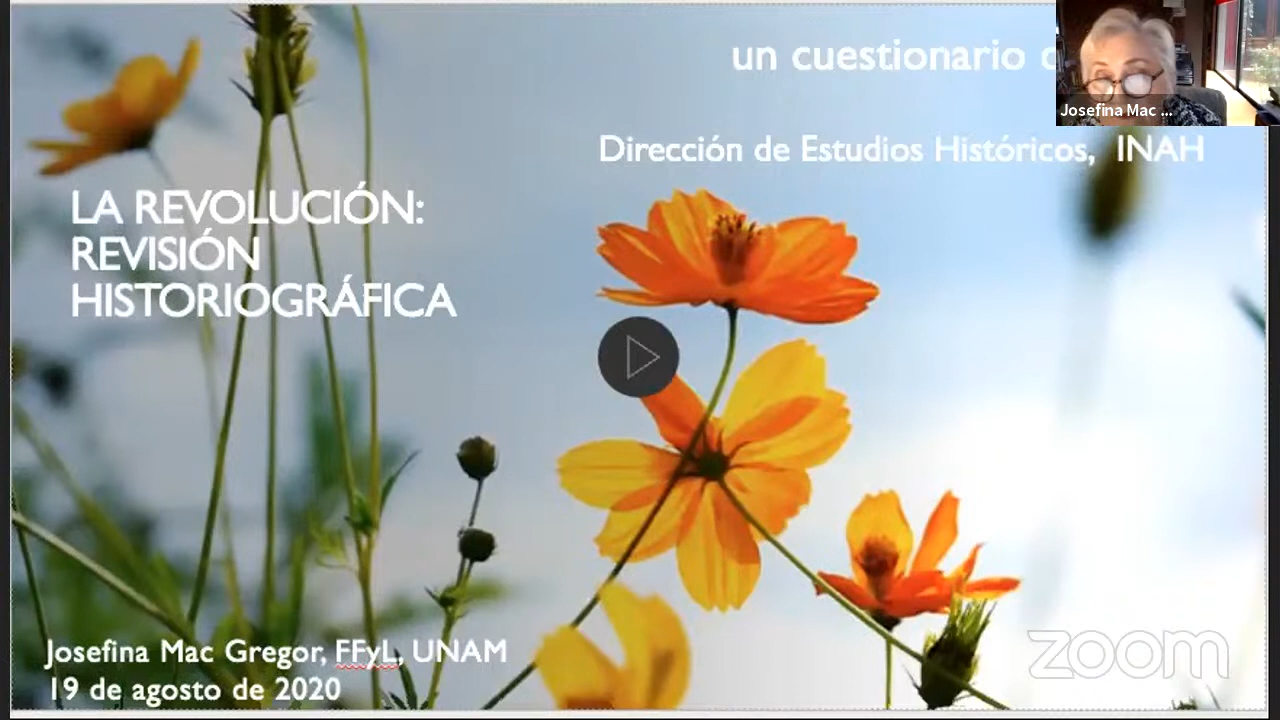 un cuestionario
Josefina Mac ...
Dirección de Estudios Históricos, INAH
LA REVOLUCIÓN:
REVISIÓN
HISTORIOGRÁFICA
Josefina Mac Gregor, FFyL, UNAM
19 de agosto de 2020
zoom